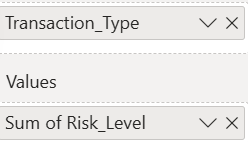 Transaction_Type
Values
Sum of Risk_Level